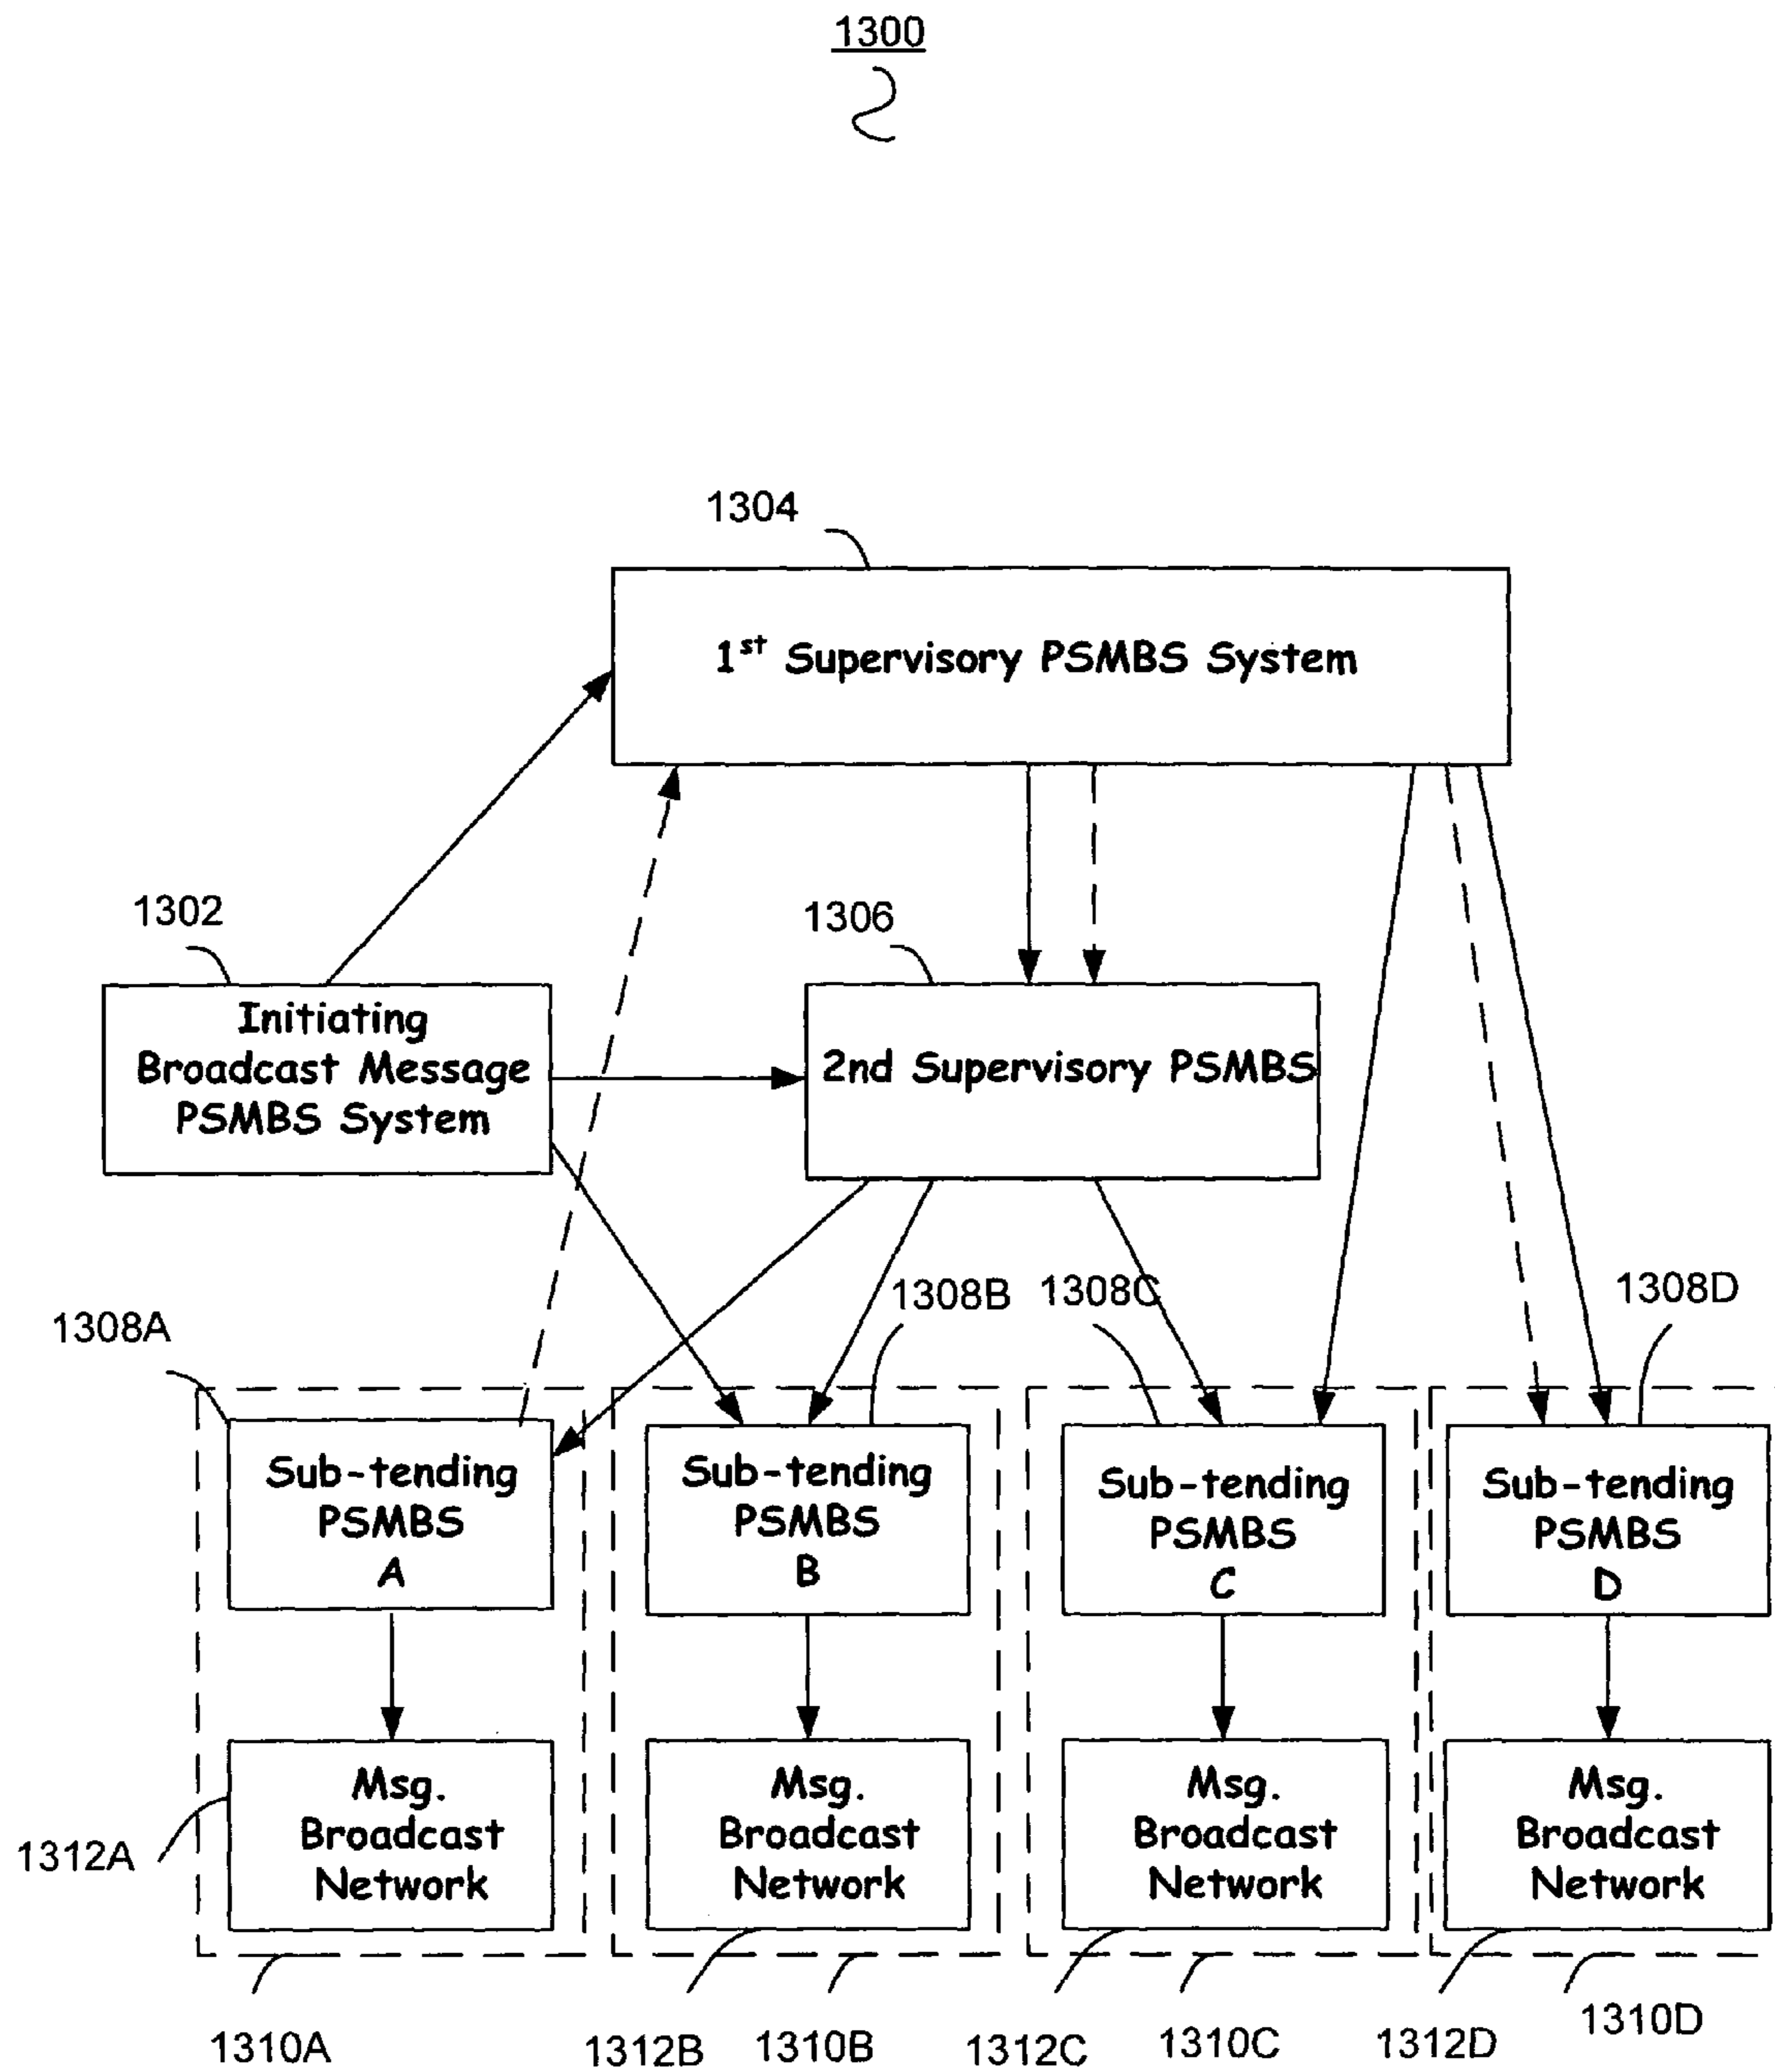 1300
1304
1st Supervisory PSMBS System
1302
1306
Initiating
Broadcast Message
PSMBS System
2nd Supervisory PSMBS
1308A
1308B
1308C
1308D
Sub-tending
PSMBS
A
Sub-tending
PSMBS
B
Sub-tending
PSMBS
C
Sub-tending
PSMBS
D
Msg.
Broadcast
Network
Msg.
Broadcast
Network
Msg.
Broadcast
Network
Msg.
Broadcast
Network
1312A
1310A
1312B
1310B
1312C
1310C
1312D
1310D